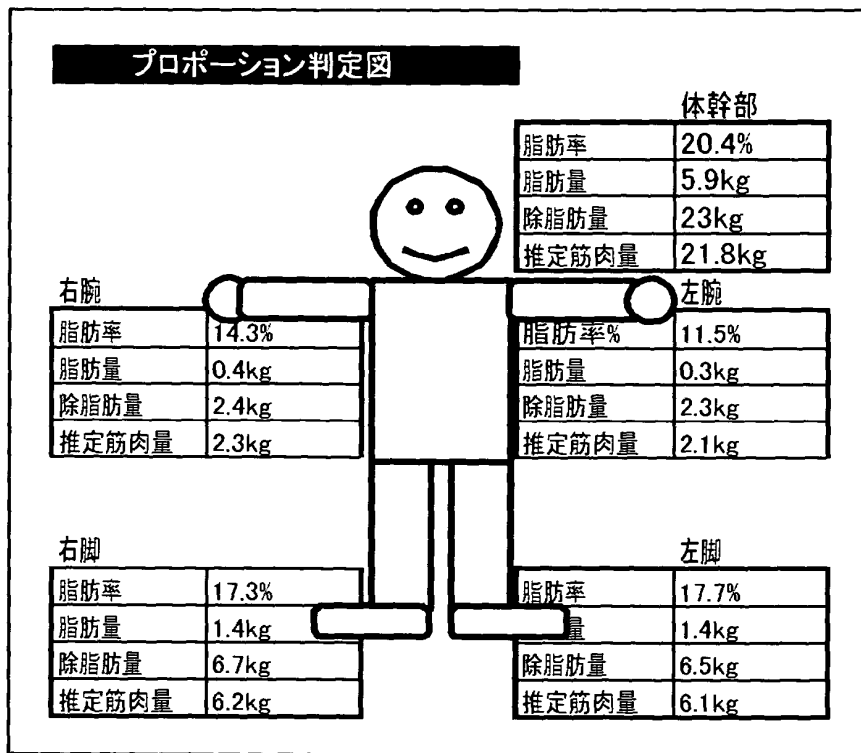 プロポーション判定図
体幹部
脂肪率 20.4%
脂肪量 5.9kg
除脂肪量 23kg
推定筋肉量 21.8kg
右腕
脂肪率 14.3%
脂肪量 0.4kg
除脂肪量 2.4kg
推定筋肉量 2.3kg
左腕
脂肪率% 11.5%
脂肪量 0.3kg
除脂肪量 2.3kg
推定筋肉量 2.1kg
右脚
脂肪率 17.3%
脂肪量 1.4kg
除脂肪量 6.7kg
推定筋肉量 6.2kg
左脚
脂肪率 17.7%
量 1.4kg
除脂肪量 6.5kg
推定筋肉量 6.1kg